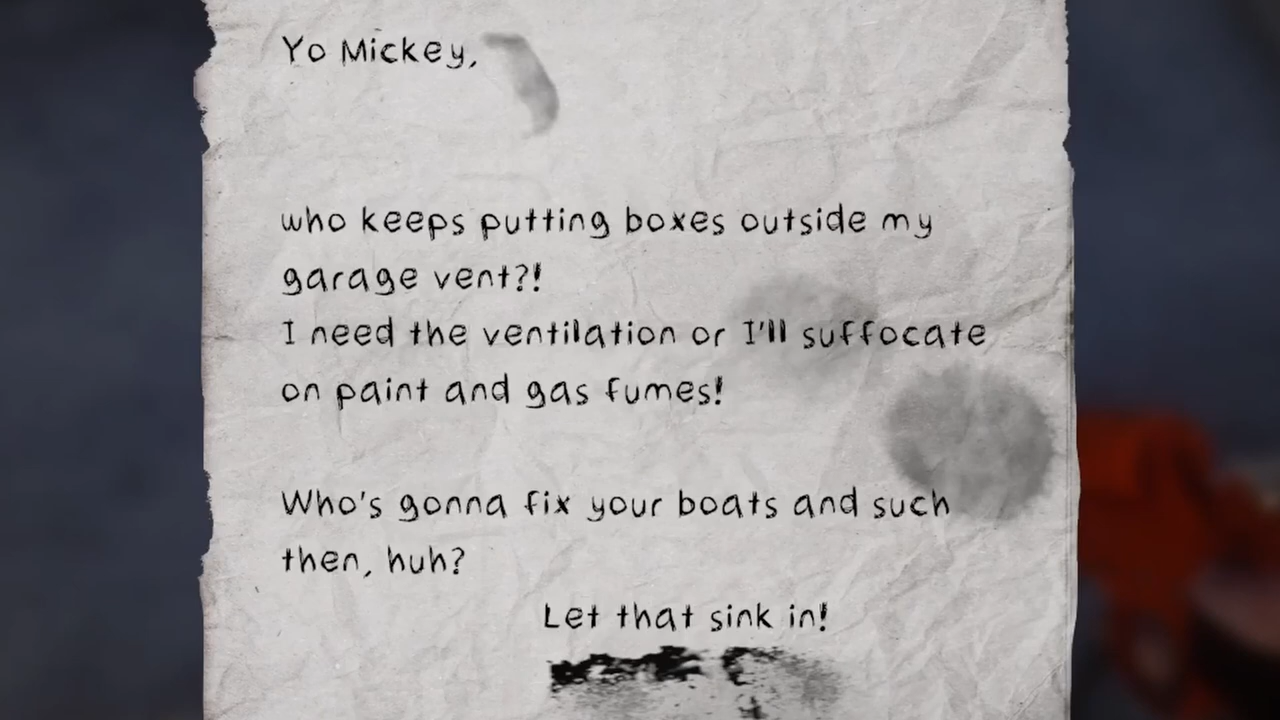 Yo Mickey,
who keeps putting boxes outside my
garage vent?!
I need the ventilation or I'll suffocate
on paint and gas fumes!
Who's gonna fix your boats and such
then, huh?
Let that sink in!